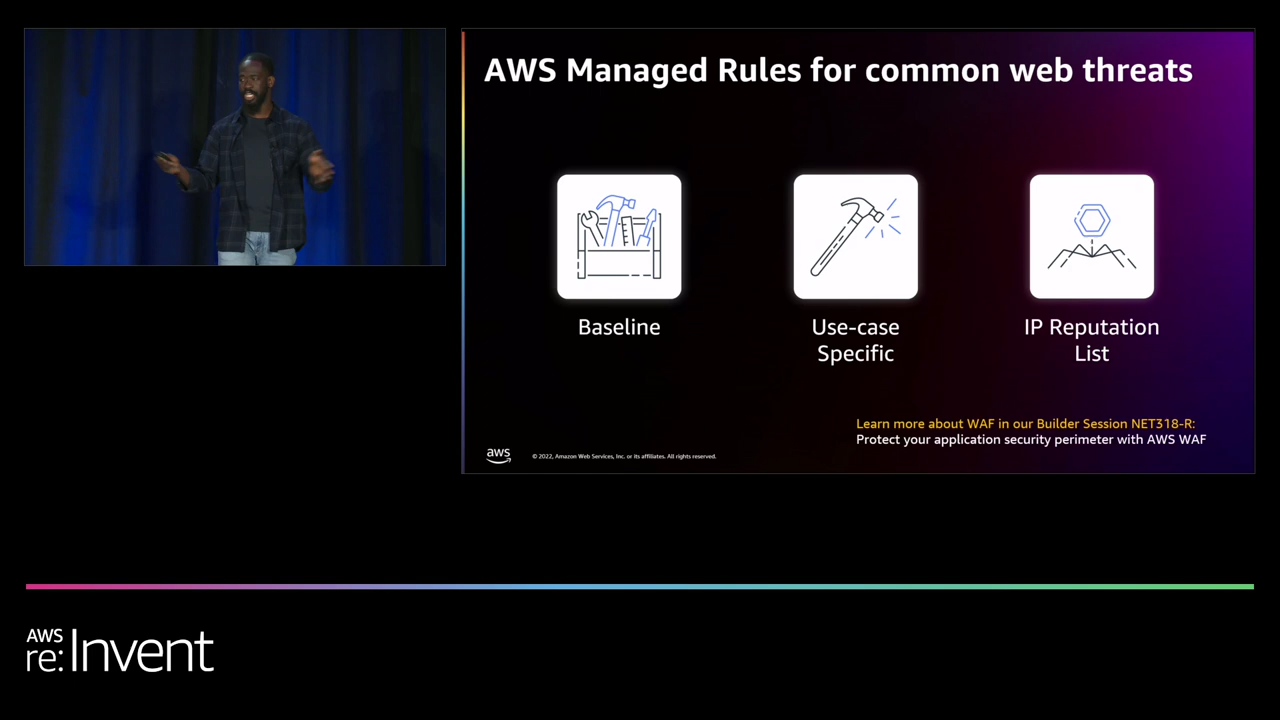 AWS Managed Rules for common web threats
Baseline
Use-case
Specific
IP Reputation
List
Learn more about WAF in our Builder Session NET318-R:
Protect your application security perimeter with AWS WAF
aws
© 2022, Amazon Web Services, Inc. or its affiliates. All rights reserved.
AWS
re:Invent